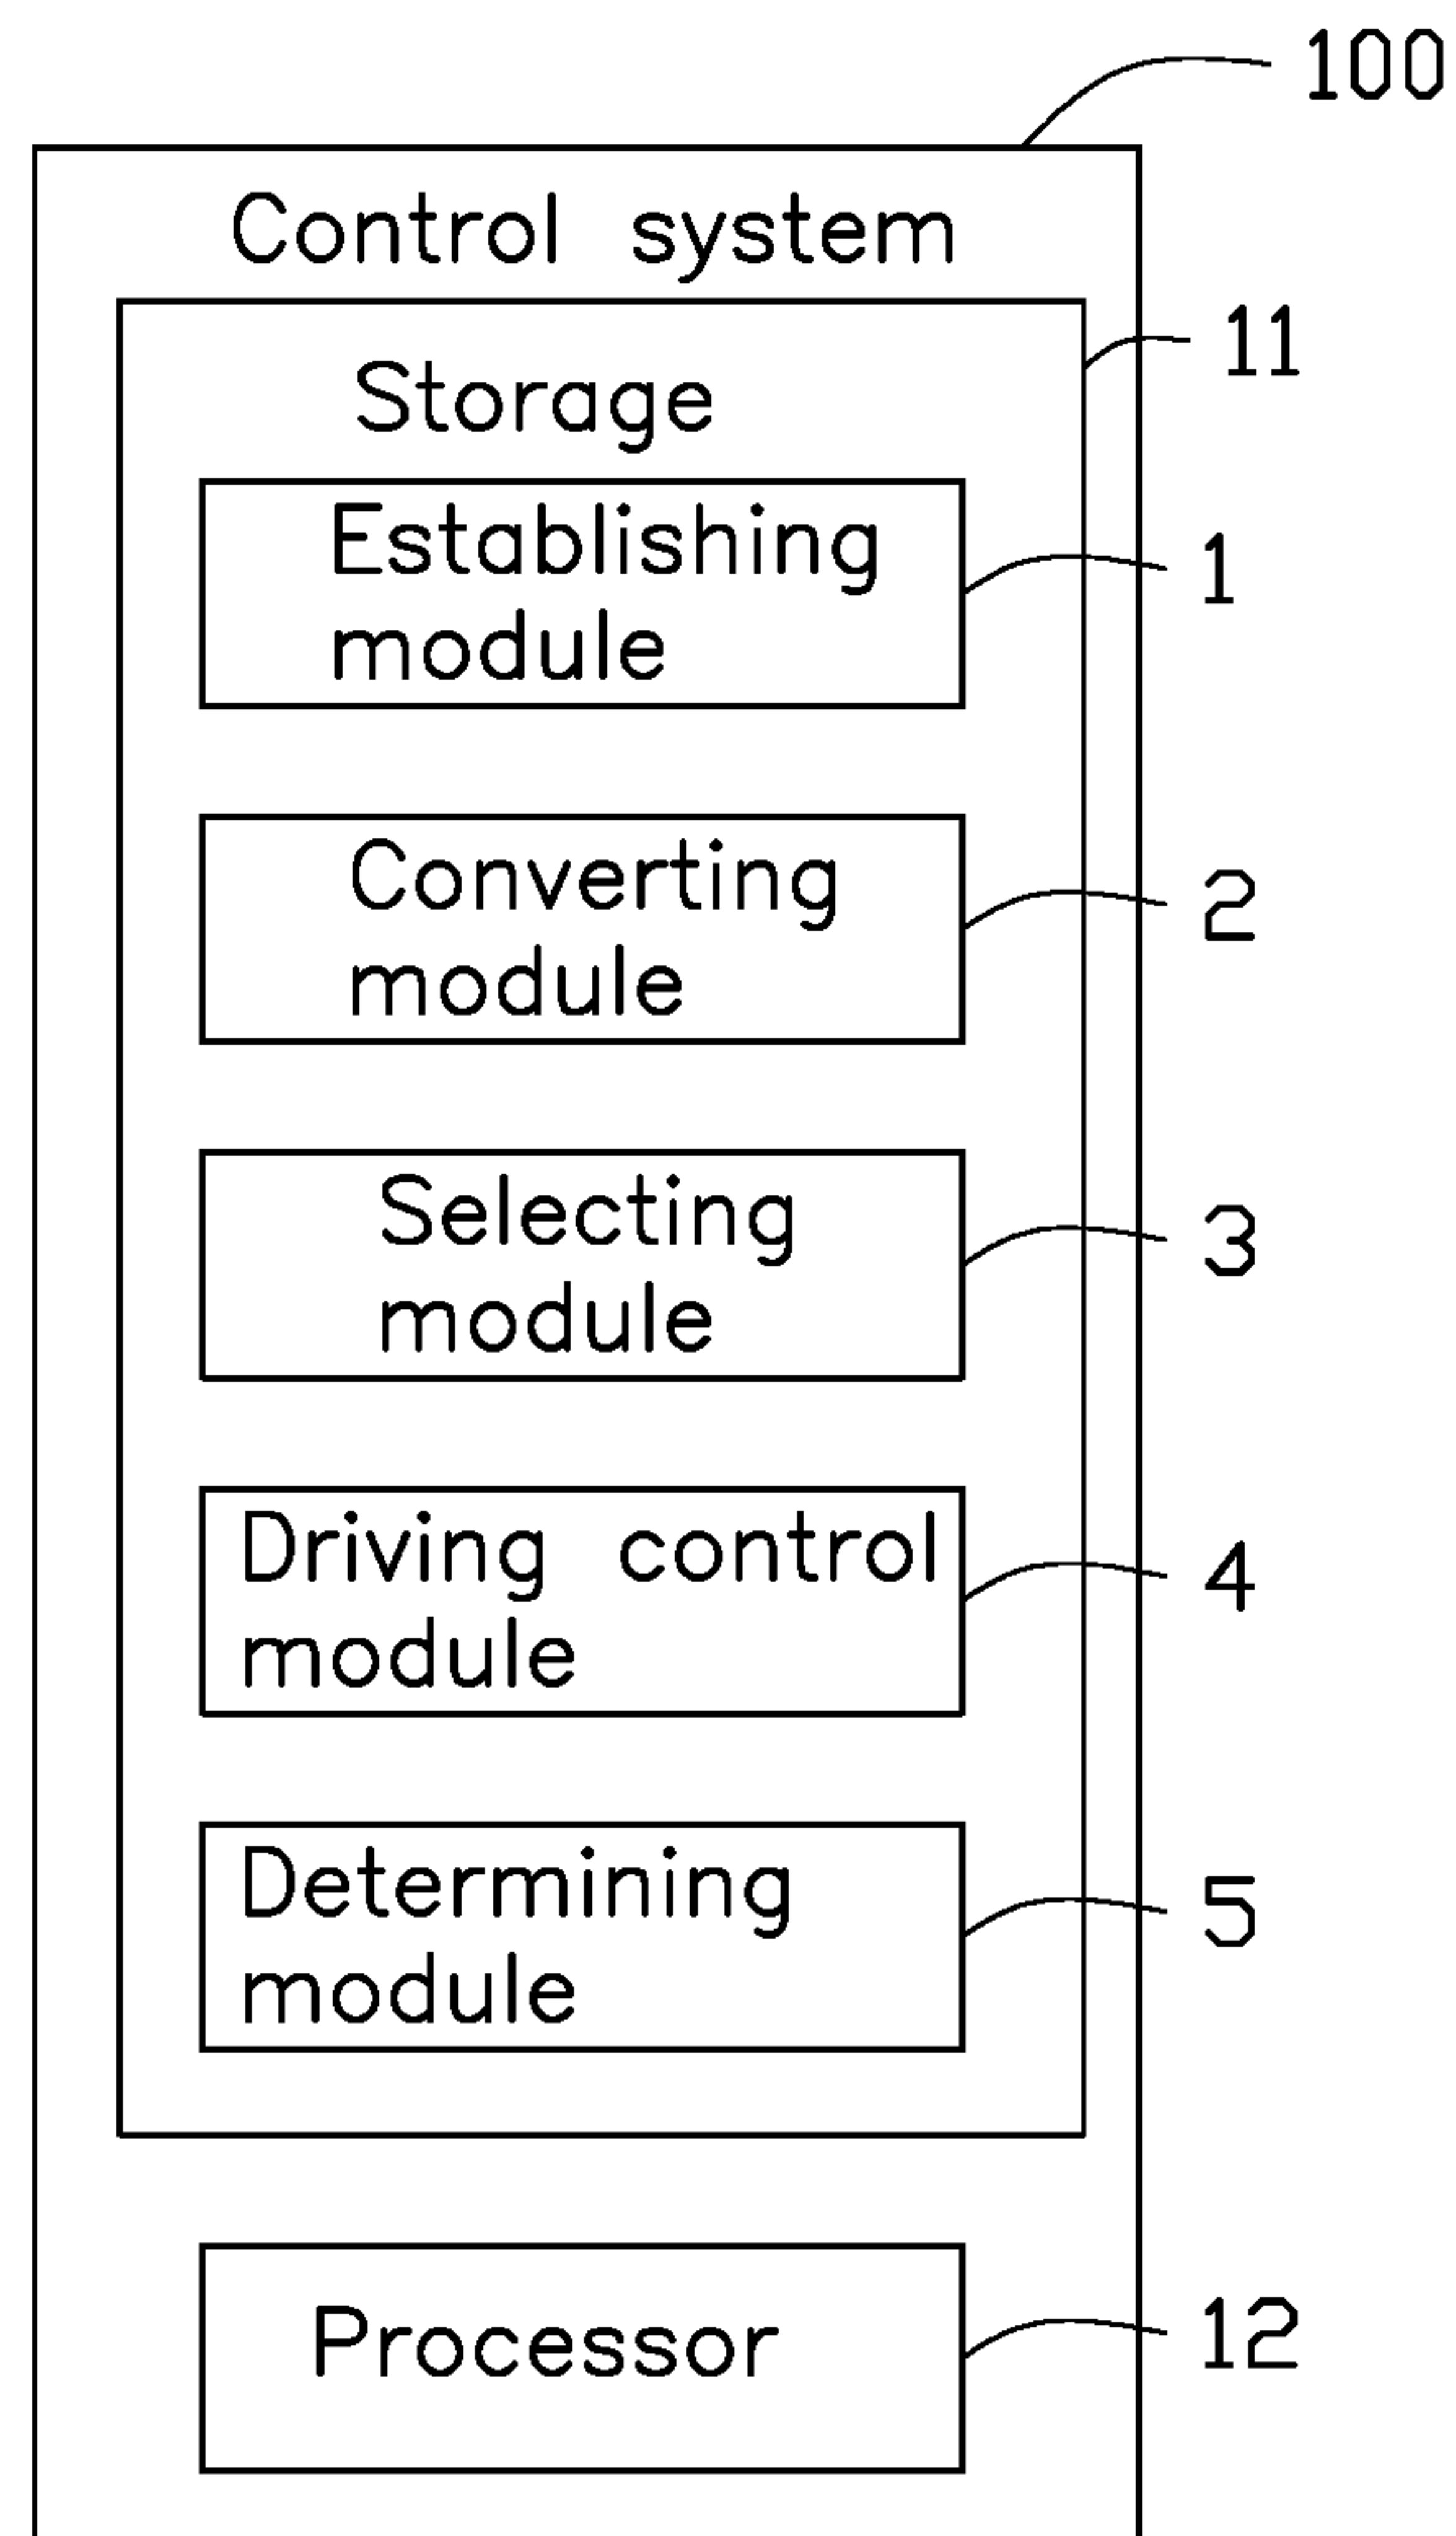 100
Control system
11
Storage
Establishing
module
1
Converting
module
2
Selecting
module
3
Driving control
module
4
Determining
module
5
Processor
12